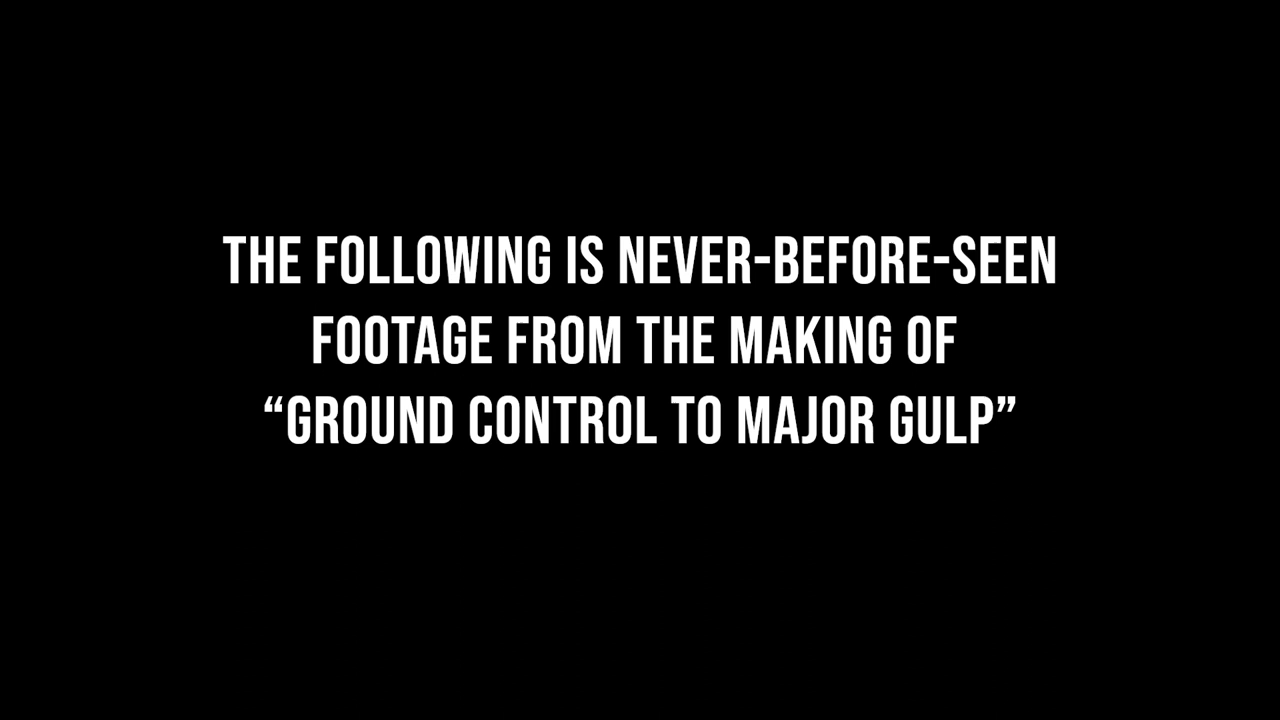 THE FOLLOWING IS NEVER-BEFORE-SEEN
FOOTAGE FROM THE MAKING OF
“GROUND CONTROL TO MAJOR GULP”